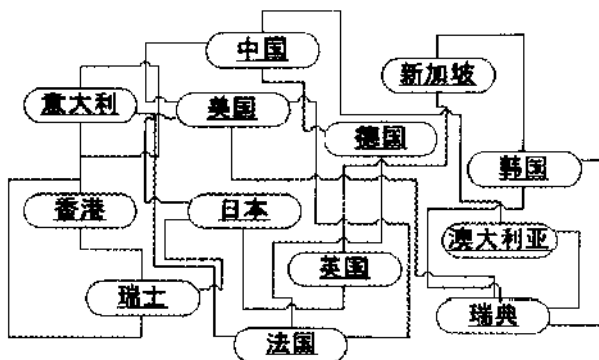 中国
新加坡
意大利
美国
德国
韩国
香港
日本
澳大利亚
英国
瑞士
瑞典
法国